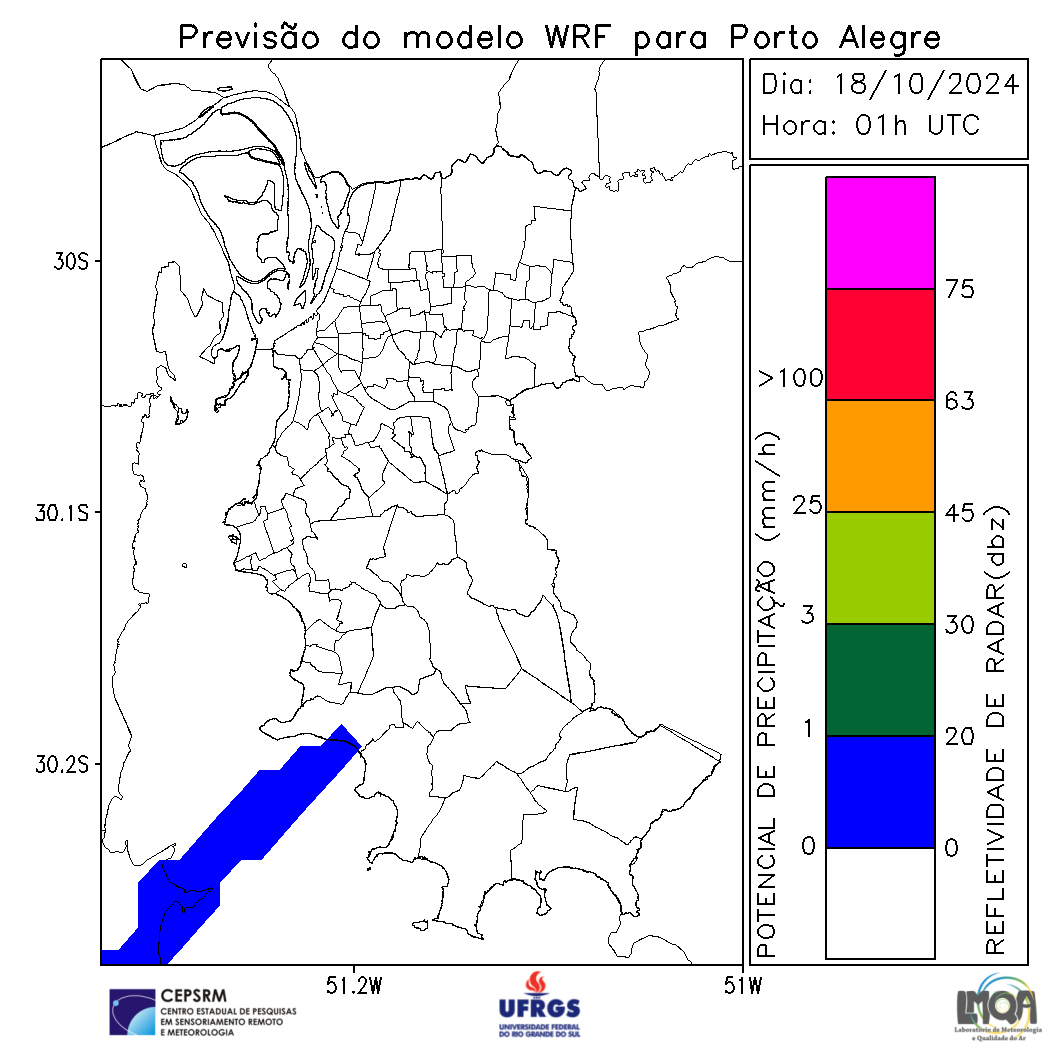 Previsão do modelo WRF para Porto Alegre
Dia: 18/10/2024
Hora: 01h UTC
30S
30.1S
30.2S
51.2W
51W
POTENCIAL DE PRECIPITAÇÃO (mm/h)
>100
25
3
1
0
75
63
45
30
20
0
REFLETIVIDADE DE RADAR(dbz)
CEPSRM
CENTRO ESTADUAL DE PESQUISAS
EM SENSORIAMENTO REMOTO
E METEOROLOGIA
UFRGS
UNIVERSIDADE FEDERAL
DO RIO GRANDE DO SUL
LMQA
Laboratório de Meteorologia
e Qualidade do Ar